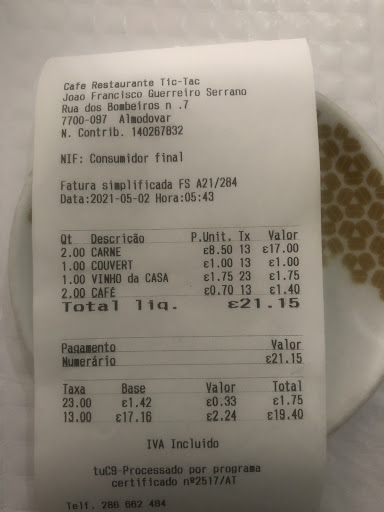 Cafe Restaurante Tic-Tac
Joao Francisco Guerreiro Serrano
Rua dos Bombeiros n .7
7700-097 Almodovar
N. Contrib. 140267832
NIF: Consumidor final
Fatura simplificada FS A21/284
Data:2021-05-02 Hora:05:43
Qt Descrição P.Unit. Tx Valor
2.00 CARNE €8.50 13 €17.00
1.00 COUVERT €1.00 13 €1.00
1.00 VINHO da CASA €1.75 23 €1.75
2.00 CAFÉ €0.70 13 €1.40
Total liq. €21.15
Pagamento Valor
Numerário €21.15
Taxa Base Valor Total
23.00 €1.42 €0.33 €1.75
13.00 €17.16 €2.24 €19.40
IVA Incluido
tuC9-Processado por programa
certificado nº2517/AT
Telf. 286 662 484